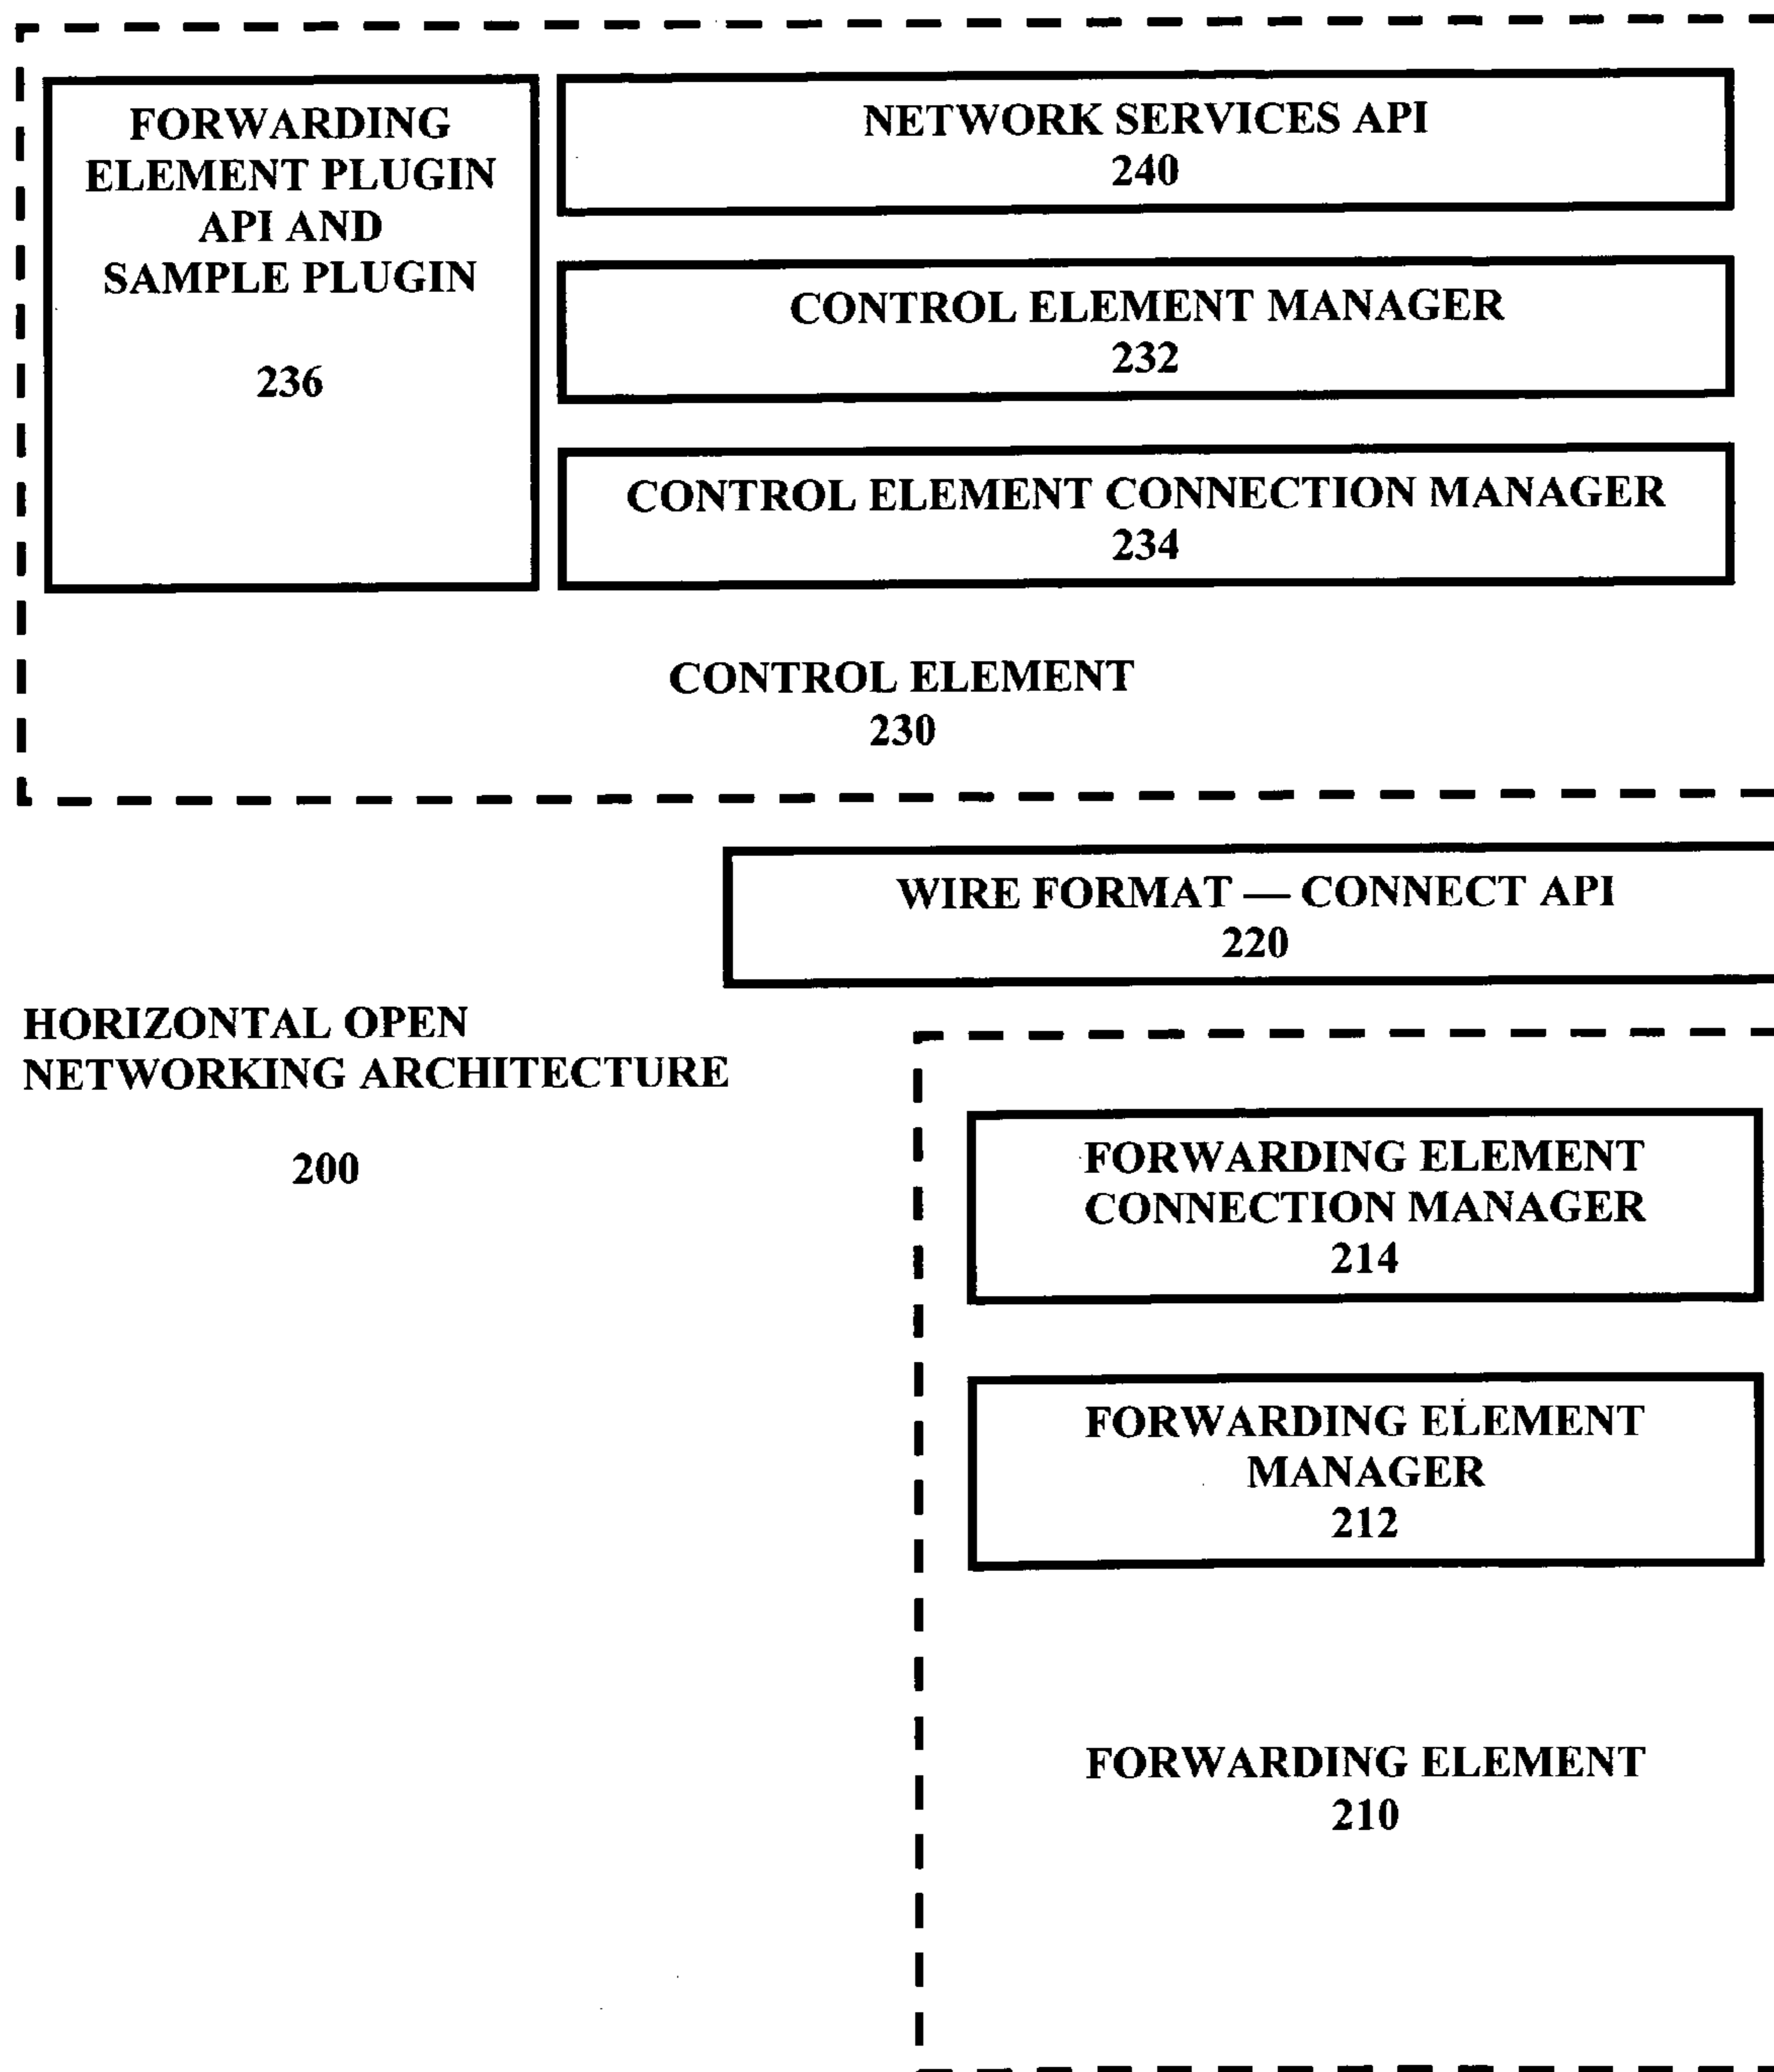 FORWARDING
ELEMENT PLUGIN
API AND
SAMPLE PLUGIN
236
NETWORK SERVICES API
240
CONTROL ELEMENT MANAGER
232
CONTROL ELEMENT CONNECTION MANAGER
234
CONTROL ELEMENT
230
WIRE FORMAT — CONNECT API
220
HORIZONTAL OPEN
NETWORKING ARCHITECTURE
200
FORWARDING ELEMENT
CONNECTION MANAGER
214
FORWARDING ELEMENT
MANAGER
212
FORWARDING ELEMENT
210